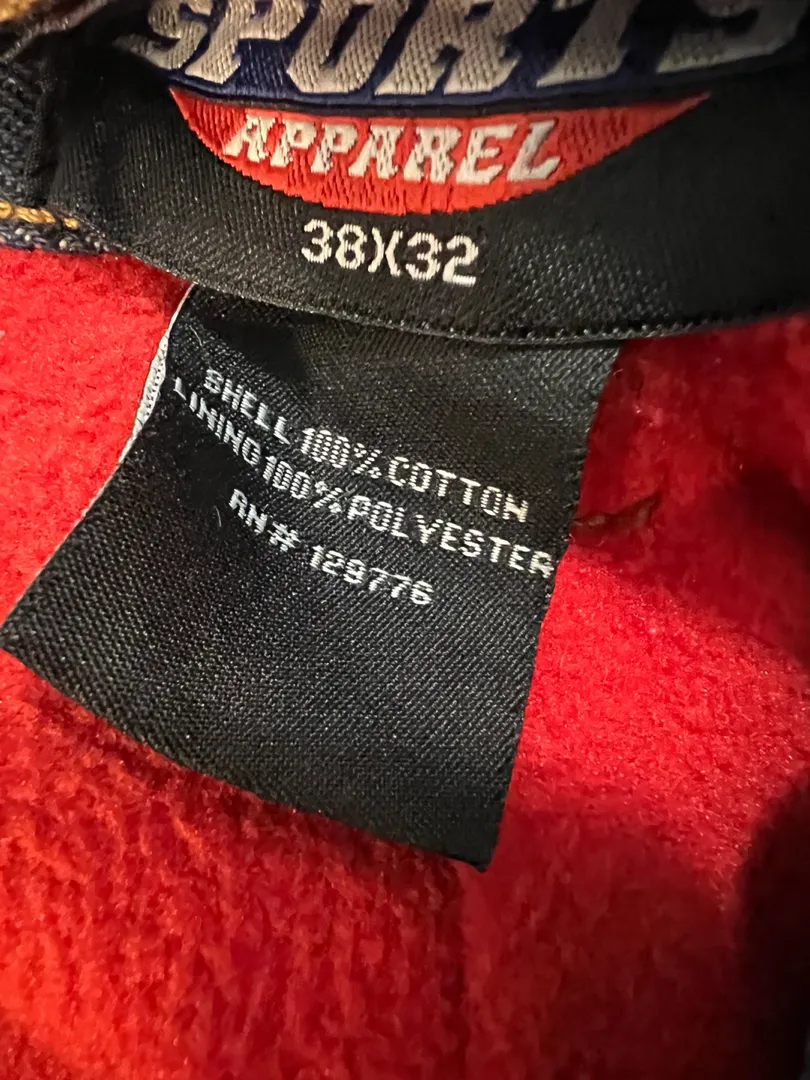 SPORTS
APPAREL
38X32
SHELL 100% COTTON
LINING 100% POLYESTER
RN# 129776